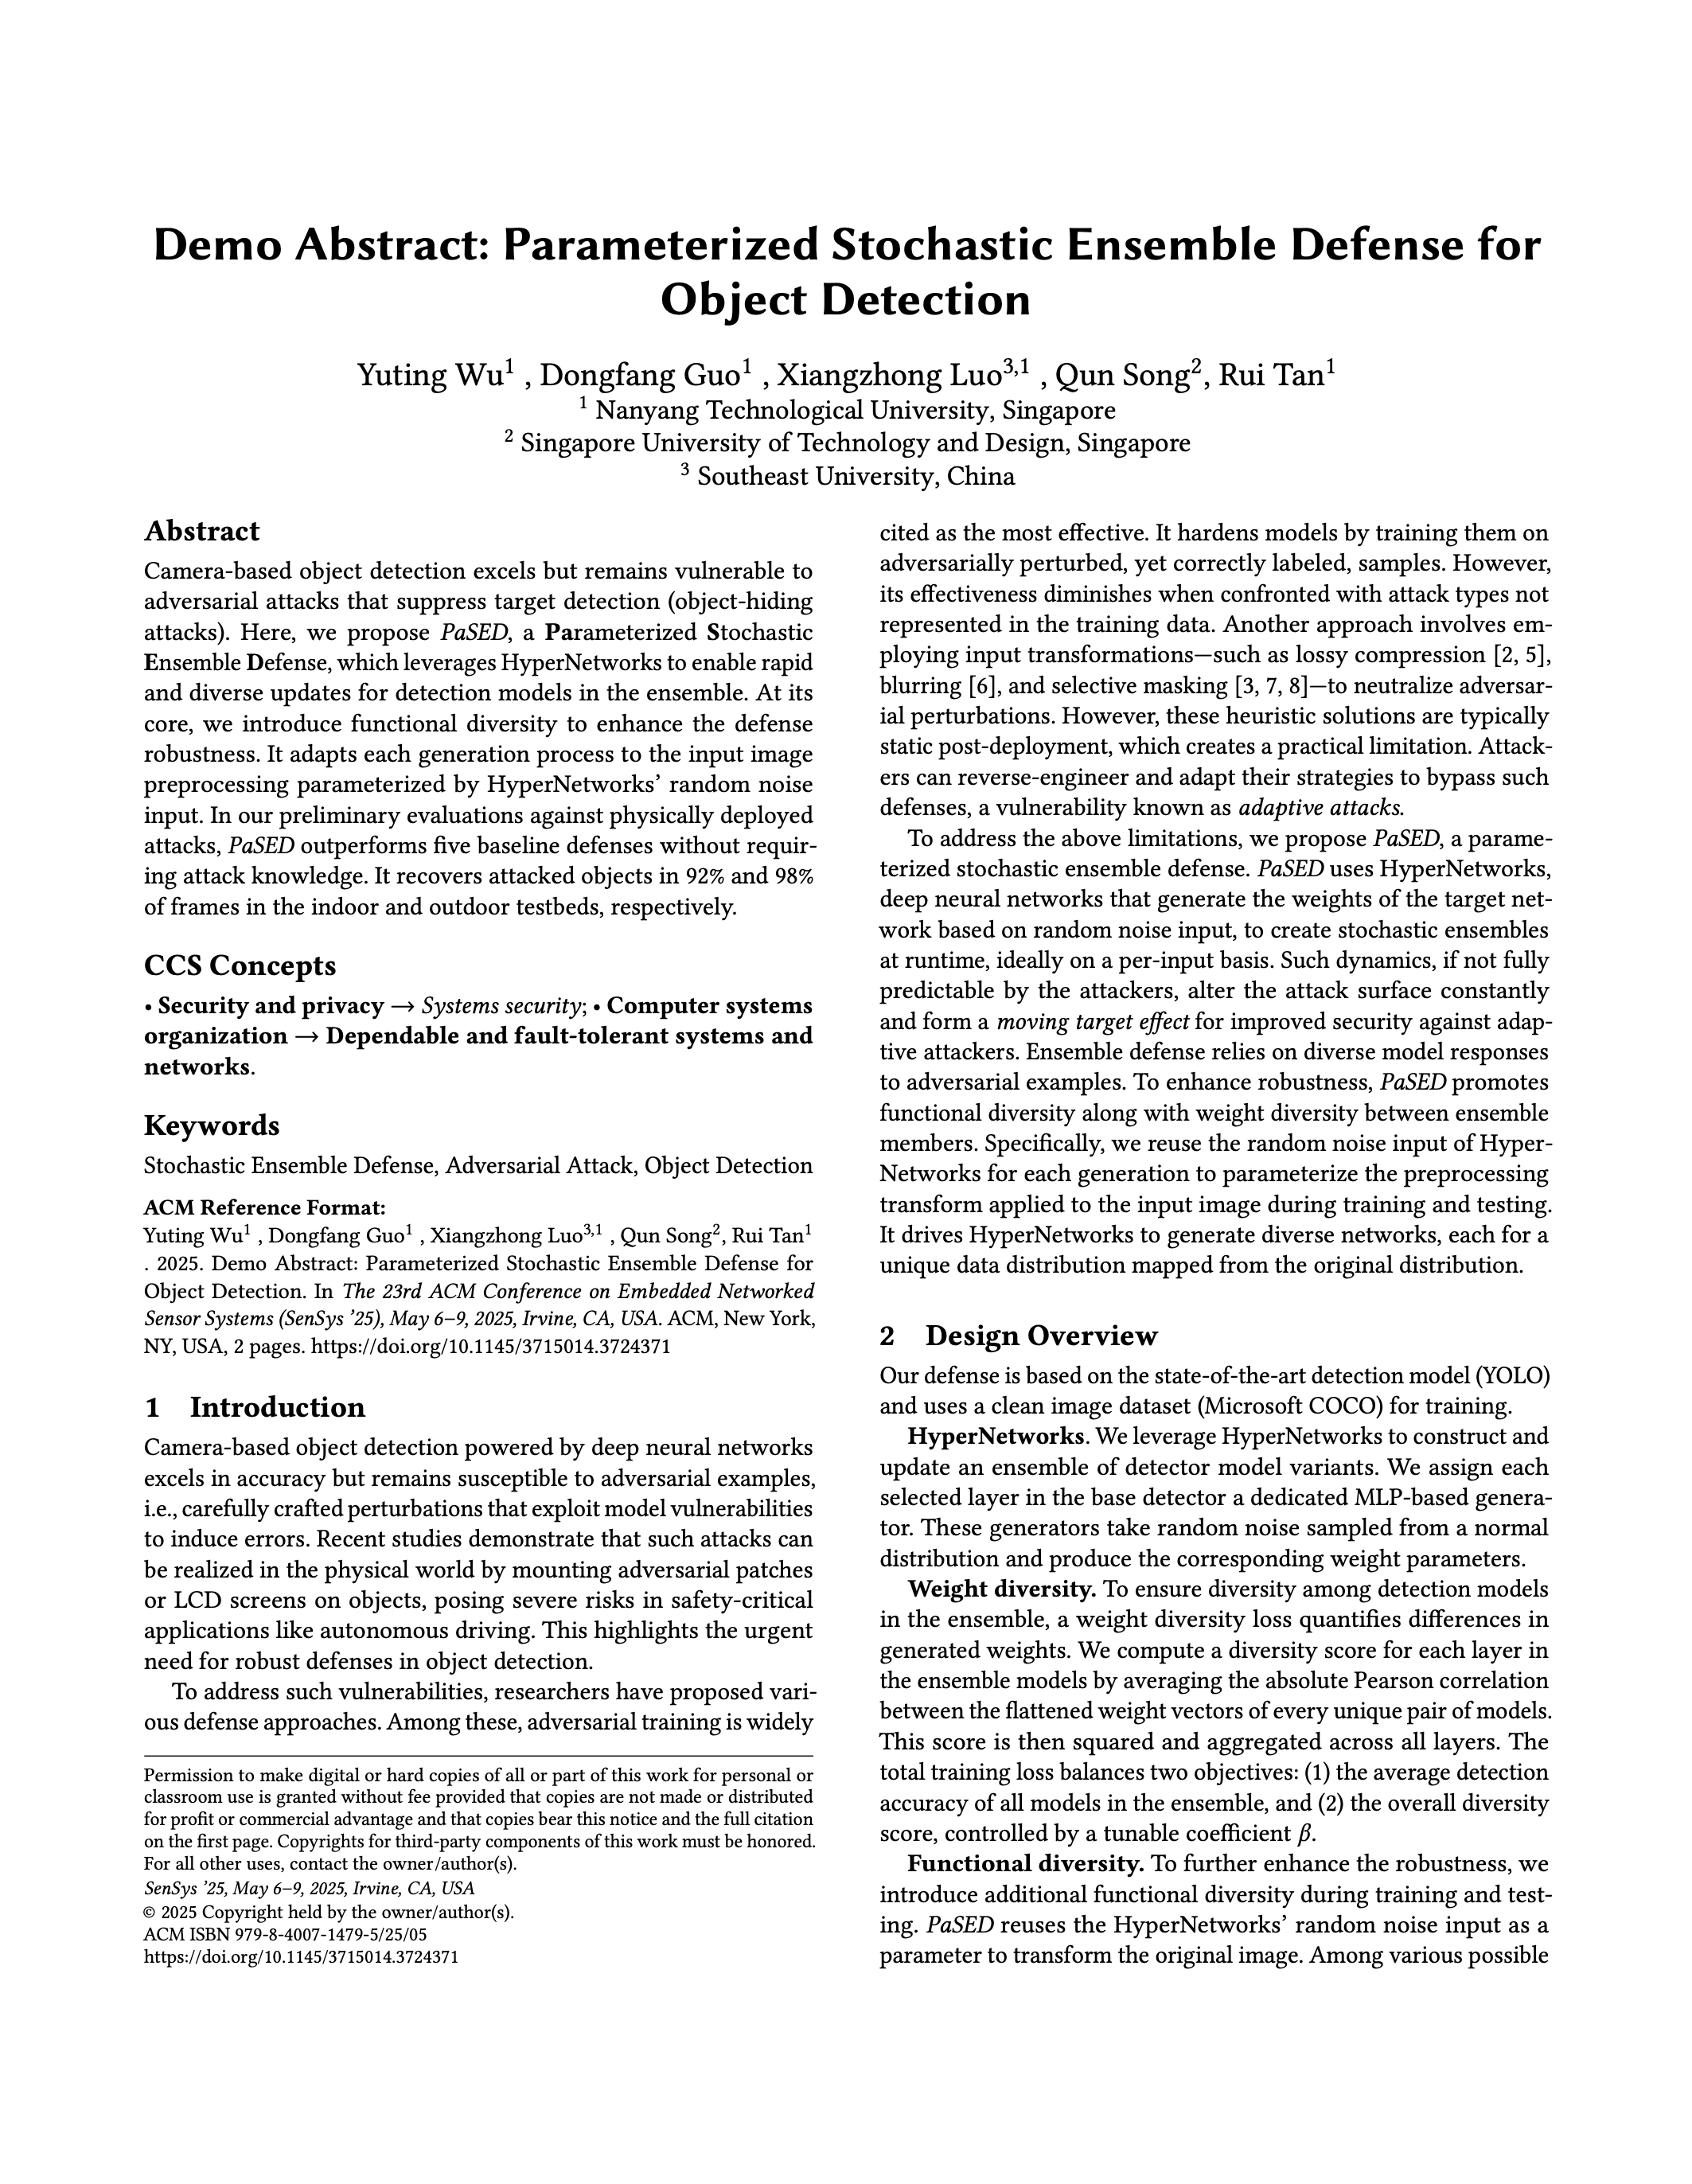 Demo Abstract: Parameterized Stochastic Ensemble Defense for
Object Detection
Yuting Wu1 , Dongfang Guo1 , Xiangzhong Luo3,1 , Qun Song2, Rui Tan1
1 Nanyang Technological University, Singapore
2 Singapore University of Technology and Design, Singapore
3 Southeast University, China
Abstract
Camera-based object detection excels but remains vulnerable to
adversarial attacks that suppress target detection (object-hiding
attacks). Here, we propose PaSED, a Parameterized Stochastic
Ensemble Defense, which leverages HyperNetworks to enable rapid
and diverse updates for detection models in the ensemble. At its
core, we introduce functional diversity to enhance the defense
robustness. It adapts each generation process to the input image
preprocessing parameterized by HyperNetworks’ random noise
input. In our preliminary evaluations against physically deployed
attacks, PaSED outperforms five baseline defenses without requir-
ing attack knowledge. It recovers attacked objects in 92% and 98%
of frames in the indoor and outdoor testbeds, respectively.
CCS Concepts
• Security and privacy → Systems security; • Computer systems
organization → Dependable and fault-tolerant systems and
networks.
Keywords
Stochastic Ensemble Defense, Adversarial Attack, Object Detection
ACM Reference Format:
Yuting Wu1 , Dongfang Guo1 , Xiangzhong Luo3,1 , Qun Song2, Rui Tan1
. 2025. Demo Abstract: Parameterized Stochastic Ensemble Defense for
Object Detection. In The 23rd ACM Conference on Embedded Networked
Sensor Systems (SenSys ’25), May 6–9, 2025, Irvine, CA, USA. ACM, New York,
NY, USA, 2 pages. https://doi.org/10.1145/3715014.3724371
1 Introduction
Camera-based object detection powered by deep neural networks
excels in accuracy but remains susceptible to adversarial examples,
i.e., carefully crafted perturbations that exploit model vulnerabilities
to induce errors. Recent studies demonstrate that such attacks can
be realized in the physical world by mounting adversarial patches
or LCD screens on objects, posing severe risks in safety-critical
applications like autonomous driving. This highlights the urgent
need for robust defenses in object detection.
To address such vulnerabilities, researchers have proposed vari-
ous defense approaches. Among these, adversarial training is widely
Permission to make digital or hard copies of all or part of this work for personal or
classroom use is granted without fee provided that copies are not made or distributed
for profit or commercial advantage and that copies bear this notice and the full citation
on the first page. Copyrights for third-party components of this work must be honored.
For all other uses, contact the owner/author(s).
SenSys ’25, May 6–9, 2025, Irvine, CA, USA
© 2025 Copyright held by the owner/author(s).
ACM ISBN 979-8-4007-1479-5/25/05
https://doi.org/10.1145/3715014.3724371
cited as the most effective. It hardens models by training them on
adversarially perturbed, yet correctly labeled, samples. However,
its effectiveness diminishes when confronted with attack types not
represented in the training data. Another approach involves em-
ploying input transformations—such as lossy compression [2, 5],
blurring [6], and selective masking [3, 7, 8]—to neutralize adversar-
ial perturbations. However, these heuristic solutions are typically
static post-deployment, which creates a practical limitation. Attack-
ers can reverse-engineer and adapt their strategies to bypass such
defenses, a vulnerability known as adaptive attacks.
To address the above limitations, we propose PaSED, a parame-
terized stochastic ensemble defense. PaSED uses HyperNetworks,
deep neural networks that generate the weights of the target net-
work based on random noise input, to create stochastic ensembles
at runtime, ideally on a per-input basis. Such dynamics, if not fully
predictable by the attackers, alter the attack surface constantly
and form a moving target effect for improved security against adap-
tive attackers. Ensemble defense relies on diverse model responses
to adversarial examples. To enhance robustness, PaSED promotes
functional diversity along with weight diversity between ensemble
members. Specifically, we reuse the random noise input of Hyper-
Networks for each generation to parameterize the preprocessing
transform applied to the input image during training and testing.
It drives HyperNetworks to generate diverse networks, each for a
unique data distribution mapped from the original distribution.
2 Design Overview
Our defense is based on the state-of-the-art detection model (YOLO)
and uses a clean image dataset (Microsoft COCO) for training.
HyperNetworks. We leverage HyperNetworks to construct and
update an ensemble of detector model variants. We assign each
selected layer in the base detector a dedicated MLP-based genera-
tor. These generators take random noise sampled from a normal
distribution and produce the corresponding weight parameters.
Weight diversity. To ensure diversity among detection models
in the ensemble, a weight diversity loss quantifies differences in
generated weights. We compute a diversity score for each layer in
the ensemble models by averaging the absolute Pearson correlation
between the flattened weight vectors of every unique pair of models.
This score is then squared and aggregated across all layers. The
total training loss balances two objectives: (1) the average detection
accuracy of all models in the ensemble, and (2) the overall diversity
score, controlled by a tunable coefficient β.
Functional diversity. To further enhance the robustness, we
introduce additional functional diversity during training and test-
ing. PaSED reuses the HyperNetworks’ random noise input as a
parameter to transform the original image. Among various possible